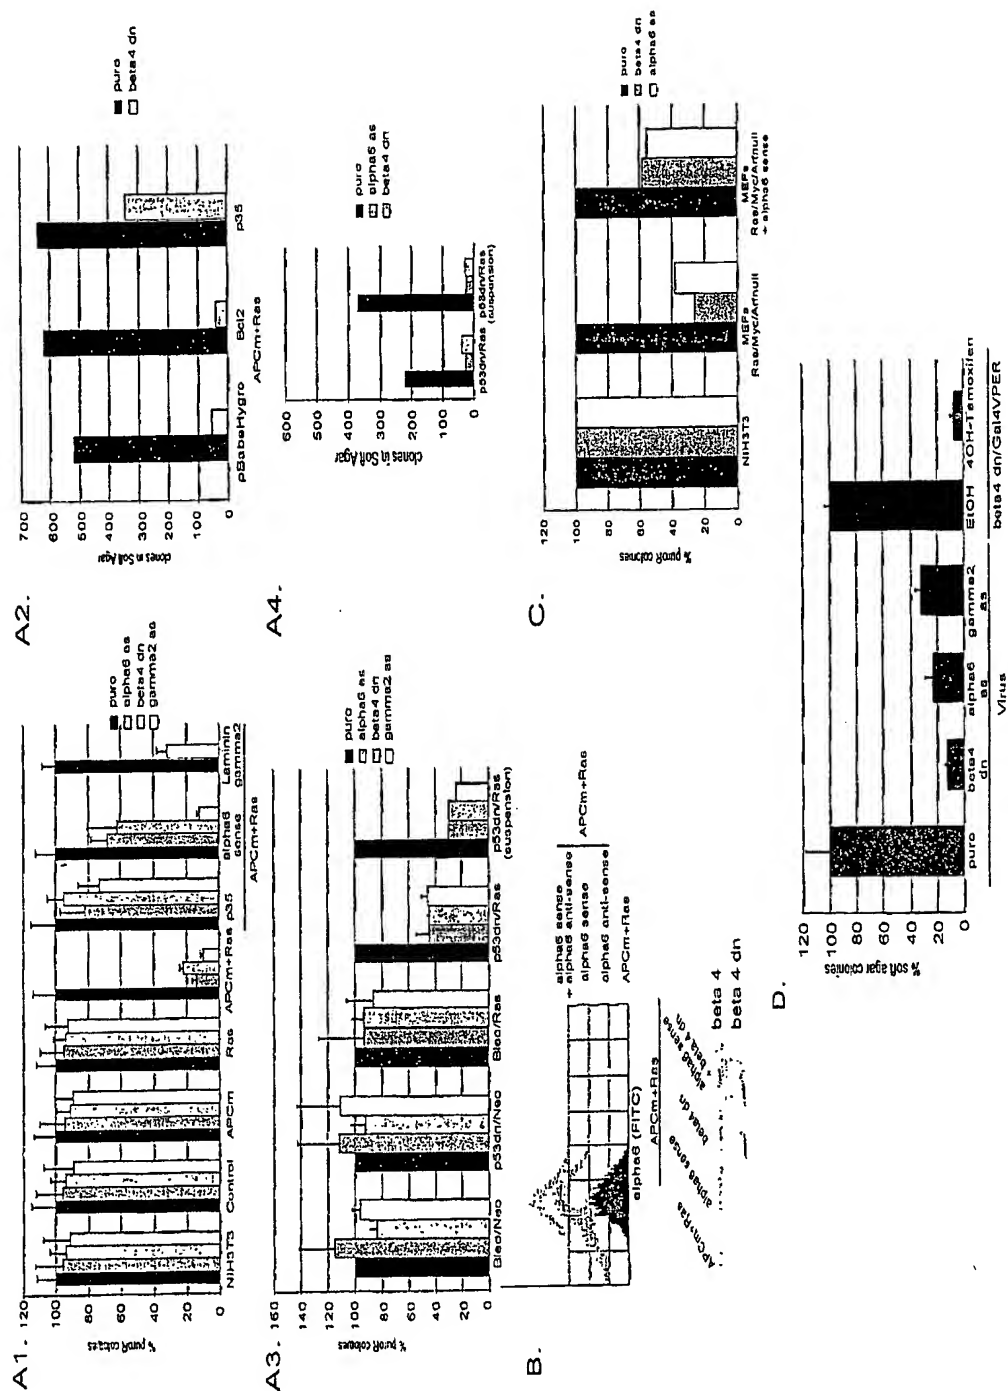 A1.
% puroR colonies
120
100
80
60
40
20
0
NIH3T3
Control
APCm
Ras
APCm+Ras
p35
alpha6 sense
Laminin gamma2
APCm+Ras
puro
alpha6 as
beta4 dn
gamma2 as
A2.
clones in Soft Agar
700
600
500
400
300
200
100
0
pBabeHygro
Bcl2
p35
APCm+Ras
puro
beta4 dn
A3.
% puroR colonies
160
140
120
100
80
60
40
20
0
Bleo/Neo
p53dn/Neo
Bleo/Ras
p53dn/Ras
p53dn/Ras
(suspension)
puro
alpha6 as
beta4 dn
gamma2 as
A4.
clones in Soft Agar
600
500
400
300
200
100
0
p53dn/Ras
p53dn/Ras
(suspension)
puro
alpha6 as
beta4 dn
B.
alpha6 (FITC)
alpha6 sense
+ alpha6 anti-sense
alpha6 sense
alpha6 anti-sense
APCm+Ras
APCm+Ras
APCm+Ras
APCm+Ras
alpha6 sense
beta4 dn
alpha6 sense
+ beta4 dn
beta 4
beta 4 dn
C.
% puroR colonies
120
100
80
60
40
20
0
NIH3T3
MEFs
Ras/Myc/Arfnull
MEFs
Ras/Myc/Arfnull
+ alpha6 sense
puro
beta4 dn
alpha6 as
D.
% soft agar colonies
120
100
80
60
40
20
0
puro
beta4
dn
alpha6
as
gamma2
as
EtOH
4OH-Tamoxifen
Virus
beta4 dn/Gal4VPER